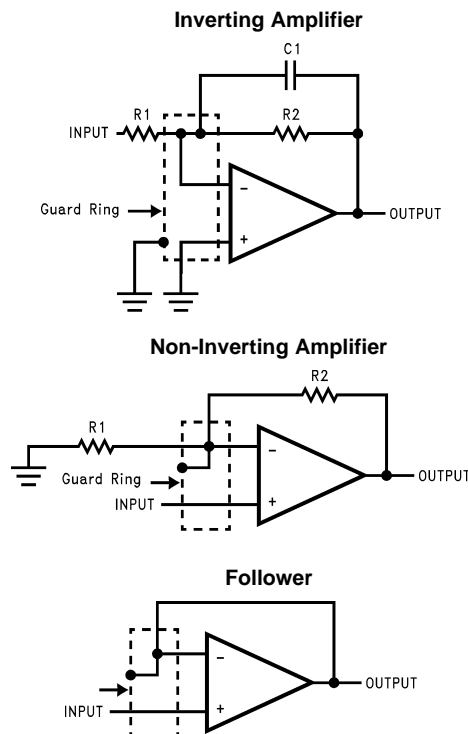 Inverting Amplifier
C1
R1
R2
INPUT
−
Guard Ring
OUTPUT
+
Non-Inverting Amplifier
R2
R1
−
Guard Ring
OUTPUT
INPUT
+
Follower
−
OUTPUT
INPUT
+